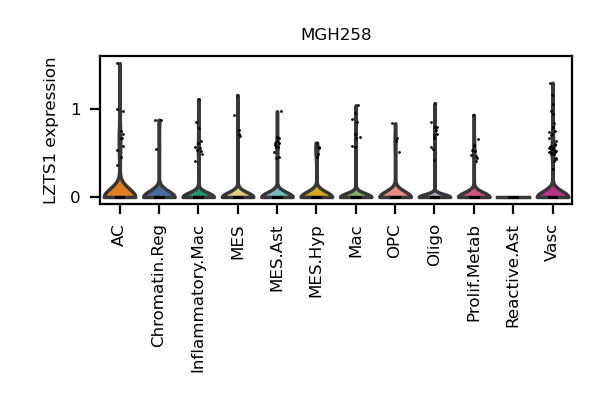 MGH258
LZTS1 expression
1
0
AC
Chromatin.Reg
Inflammatory.Mac
MES
MES.Ast
MES.Hyp
Mac
OPC
Oligo
Prolif.Metab
Reactive.Ast
Vasc